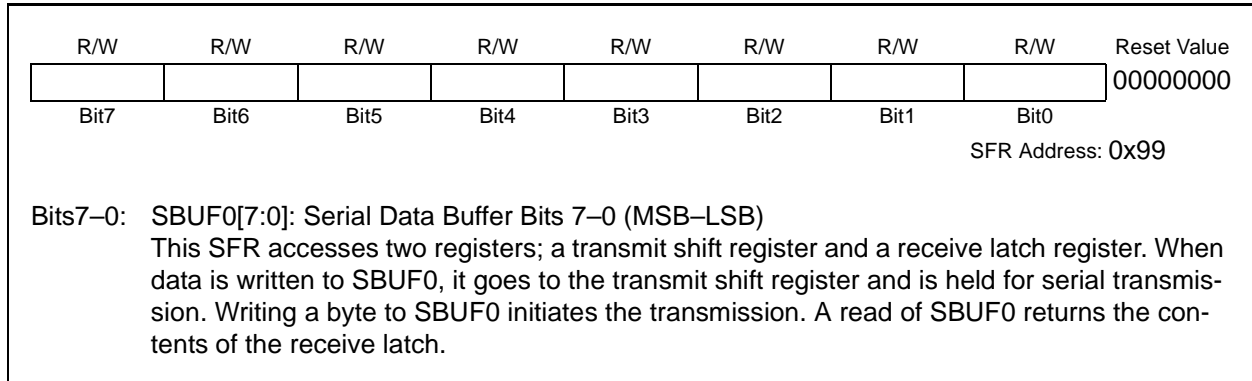 R/W R/W R/W R/W R/W R/W R/W R/W Reset Value
00000000
Bit7 Bit6 Bit5 Bit4 Bit3 Bit2 Bit1 Bit0
SFR Address: 0x99
Bits7–0: SBUF0[7:0]: Serial Data Buffer Bits 7–0 (MSB–LSB)
This SFR accesses two registers; a transmit shift register and a receive latch register. When
data is written to SBUF0, it goes to the transmit shift register and is held for serial transmis-
sion. Writing a byte to SBUF0 initiates the transmission. A read of SBUF0 returns the con-
tents of the receive latch.